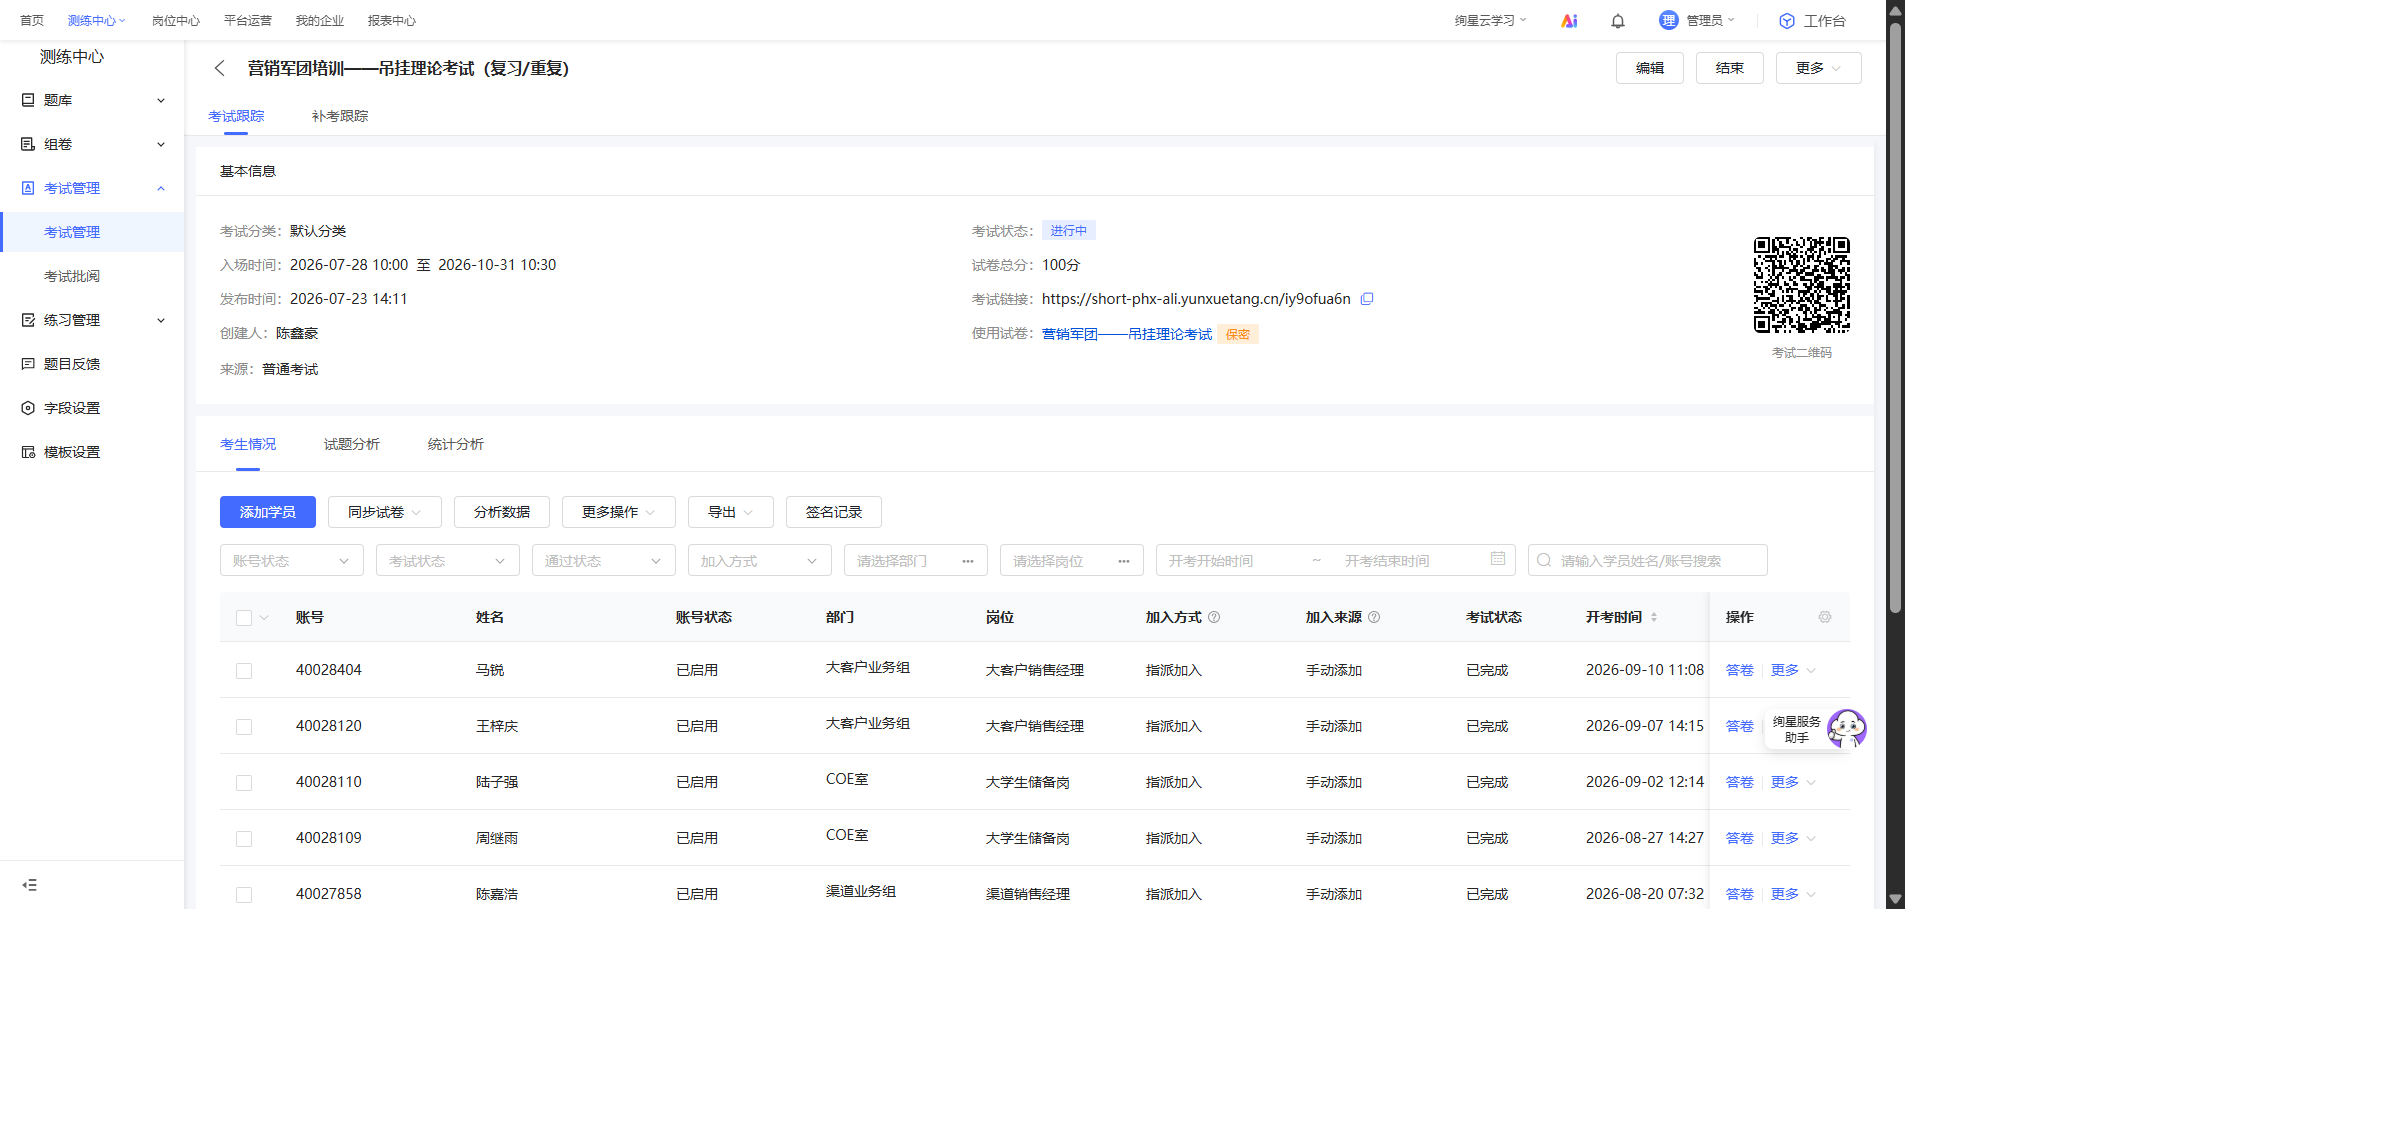 首页 测练中心 岗位中心 平台运营 我的企业 报表中心 绚星云学习 Ai 理 管理员 工作台
测练中心
题库
组卷
考试管理
考试管理
考试批阅
练习管理
题目反馈
字段设置
模板设置
营销军团培训——吊挂理论考试（复习/重复） 编辑 结束 更多
考试跟踪 补考跟踪
基本信息
考试分类： 默认分类 考试状态： 进行中
入场时间： 2026-07-28 10:00 至 2026-10-31 10:30 试卷总分： 100分
发布时间： 2026-07-23 14:11 考试链接： https://short-phx-ali.yunxuetang.cn/iy9ofua6n
创建人： 陈鑫豪 使用试卷： 营销军团——吊挂理论考试 保密
来源： 普通考试
考试二维码
考生情况 试题分析 统计分析
添加学员 同步试卷 分析数据 更多操作 导出 签名记录
账号状态 考试状态 通过状态 加入方式 请选择部门 ••• 请选择岗位 ••• 开考开始时间 ~ 开考结束时间 请输入学员姓名/账号搜索
账号 姓名 账号状态 部门 岗位 加入方式 加入来源 考试状态 开考时间 操作
40028404 马锐 已启用 大客户业务组 大客户销售经理 指派加入 手动添加 已完成 2026-09-10 11:08 答卷 更多
40028120 王梓庆 已启用 大客户业务组 大客户销售经理 指派加入 手动添加 已完成 2026-09-07 14:15 答卷
绚星服务
助手
40028110 陆子强 已启用 COE室 大学生储备岗 指派加入 手动添加 已完成 2026-09-02 12:14 答卷 更多
40028109 周继雨 已启用 COE室 大学生储备岗 指派加入 手动添加 已完成 2026-08-27 14:27 答卷 更多
40027858 陈嘉浩 已启用 渠道业务组 渠道销售经理 指派加入 手动添加 已完成 2026-08-20 07:32 答卷 更多